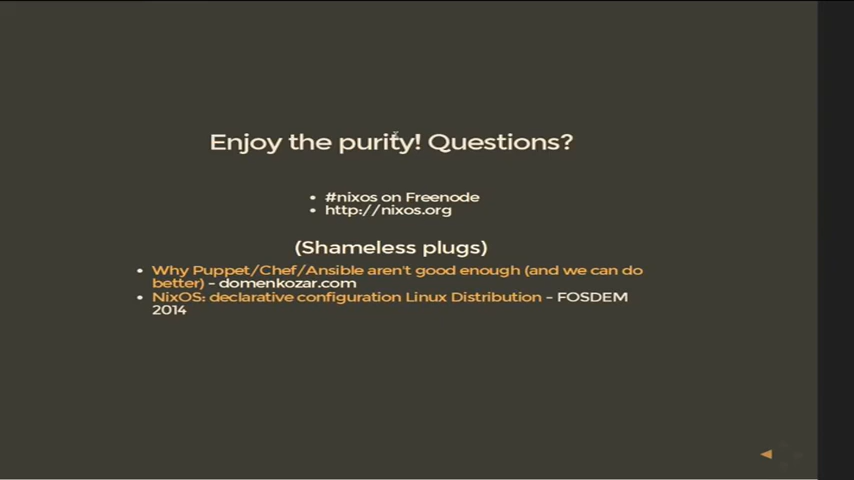 Enjoy the purity! Questions?
• #nixos on Freenode
• http://nixos.org
(Shameless plugs)
• Why Puppet/Chef/Ansible aren't good enough (and we can do
better) - domenkozar.com
• NixOS: declarative configuration Linux Distribution - FOSDEM
2014